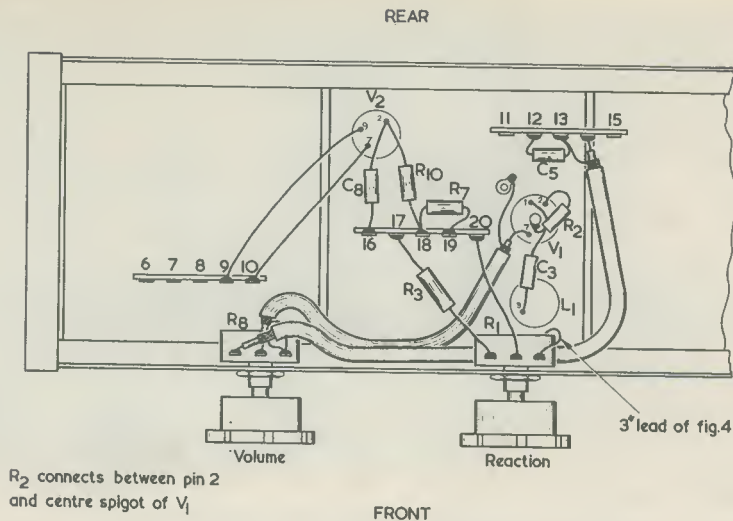 REAR
11 12 13 15
V2
9 2
7
C5
C8
R10
R7
1 2
7
R2
V1
16 17 18 19 20
6 7 8 9 10
R3
C3
L1
3
R8
R1
3" lead of fig.4
Volume
Reaction
R2 connects between pin 2
and centre spigot of V1
FRONT